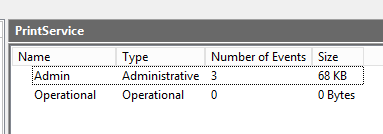 PrintService
Name Type Number of Events Size
Admin Administrative 3 68 KB
Operational Operational 0 0 Bytes